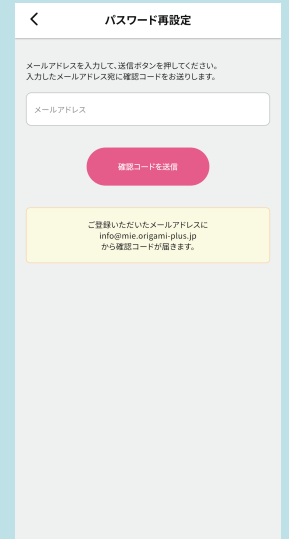 パスワード再設定
メールアドレスを入力して、送信ボタンを押してください。
入力したメールアドレス宛に確認コードをお送りします。
メールアドレス
確認コードを送信
ご登録いただいたメールアドレスに
info@mie.origami-plus.jp
から確認コードが届きます。